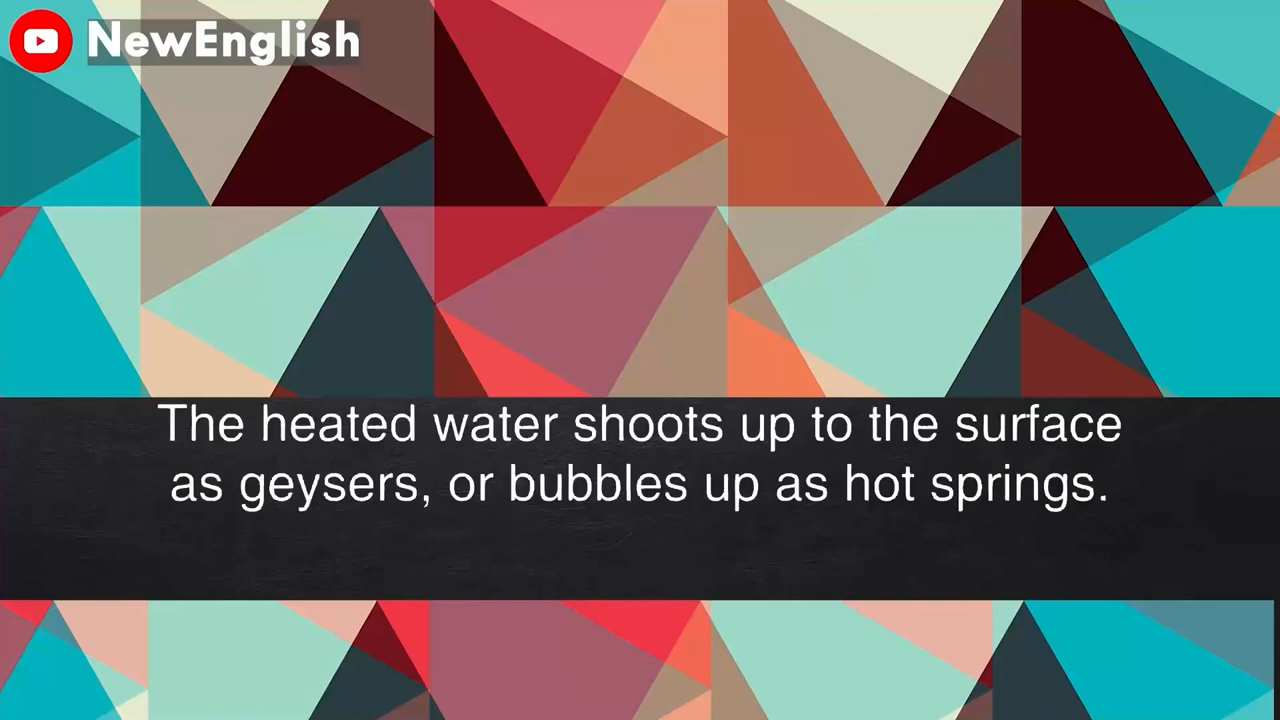 NewEnglish
The heated water shoots up to the surface
as geysers, or bubbles up as hot springs.